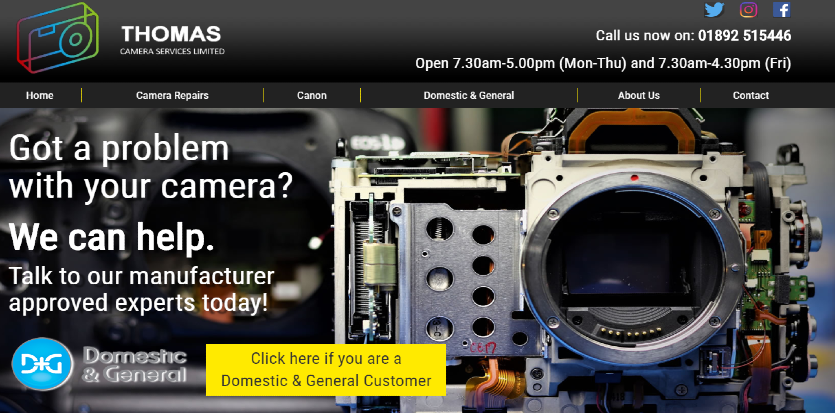 THOMAS
CAMERA SERVICES LIMITED
Call us now on: 01892 515446
Open 7.30am-5.00pm (Mon-Thu) and 7.30am-4.30pm (Fri)
Home
Camera Repairs
Canon
Domestic & General
About Us
Contact
Got a problem
with your camera?
We can help.
Talk to our manufacturer
approved experts today!
D&G
Domestic
& General
Click here if you are a
Domestic & General Customer